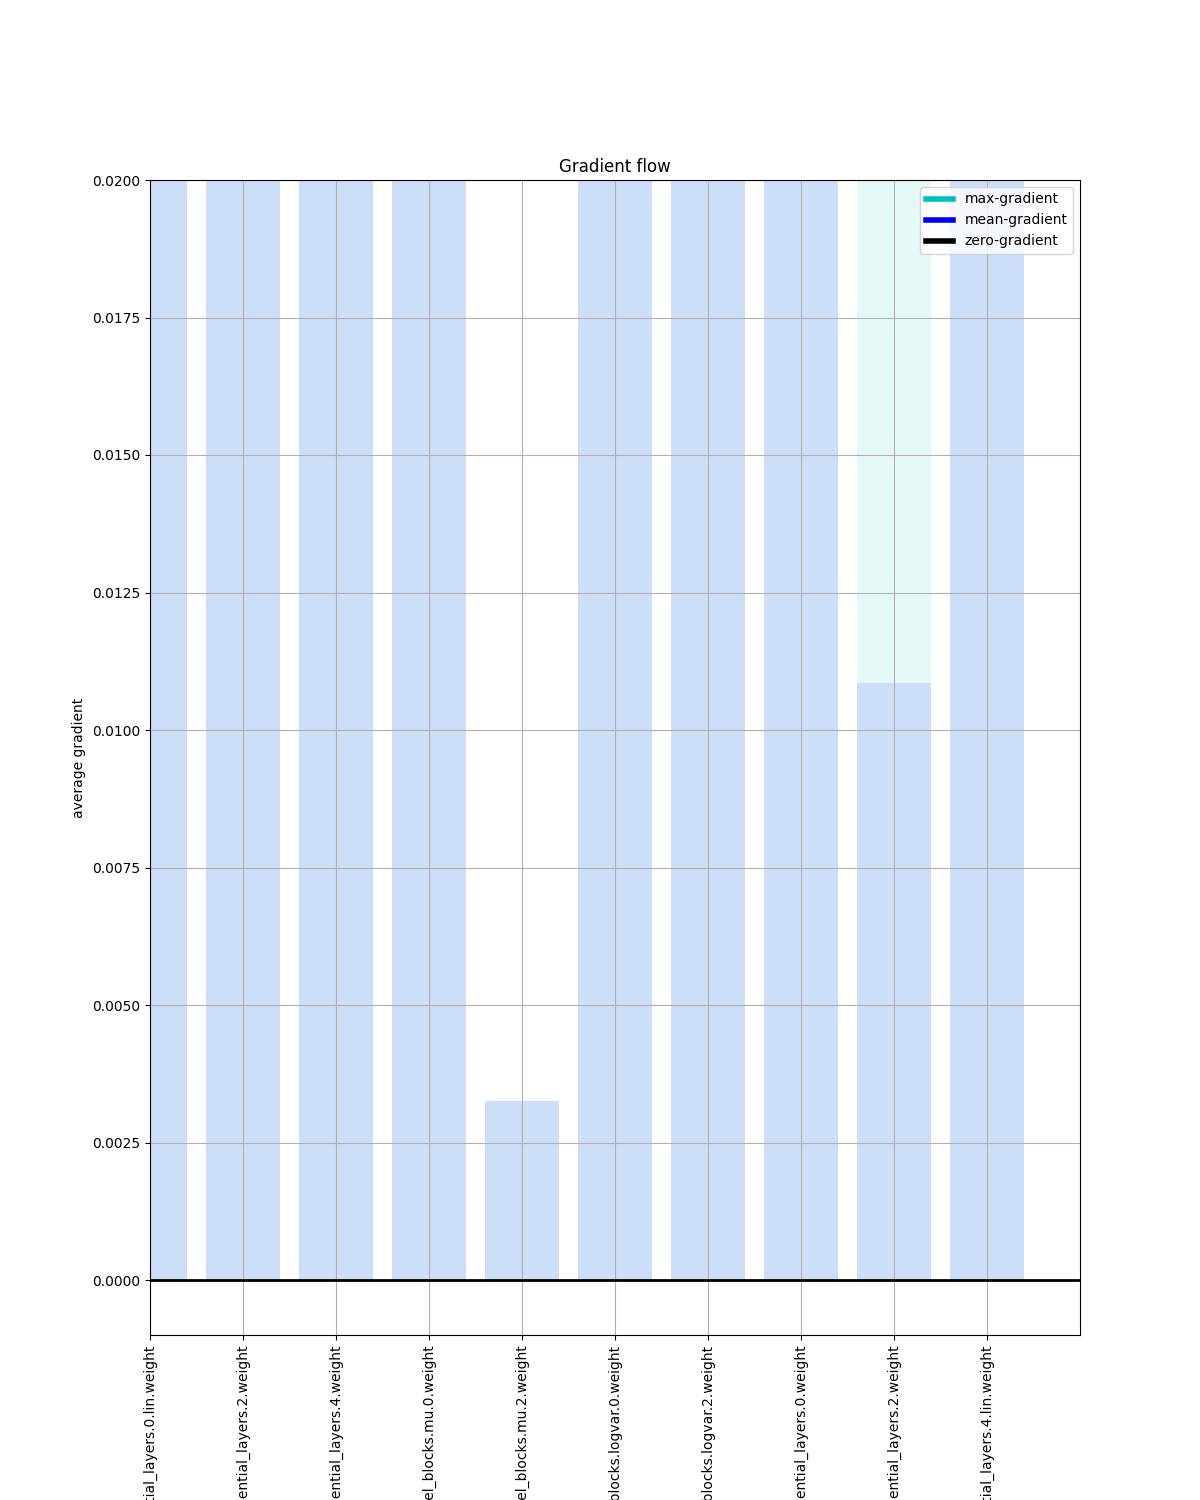 Gradient flow
max-gradient
mean-gradient
zero-gradient
0.0200
0.0175
0.0150
0.0125
0.0100
0.0075
0.0050
0.0025
0.0000
average gradient
tial_layers.0.lin.weight
ential_layers.2.weight
ential_layers.4.weight
el_blocks.mu.0.weight
el_blocks.mu.2.weight
blocks.logvar.0.weight
blocks.logvar.2.weight
ential_layers.0.weight
ential_layers.2.weight
tial_layers.4.lin.weight